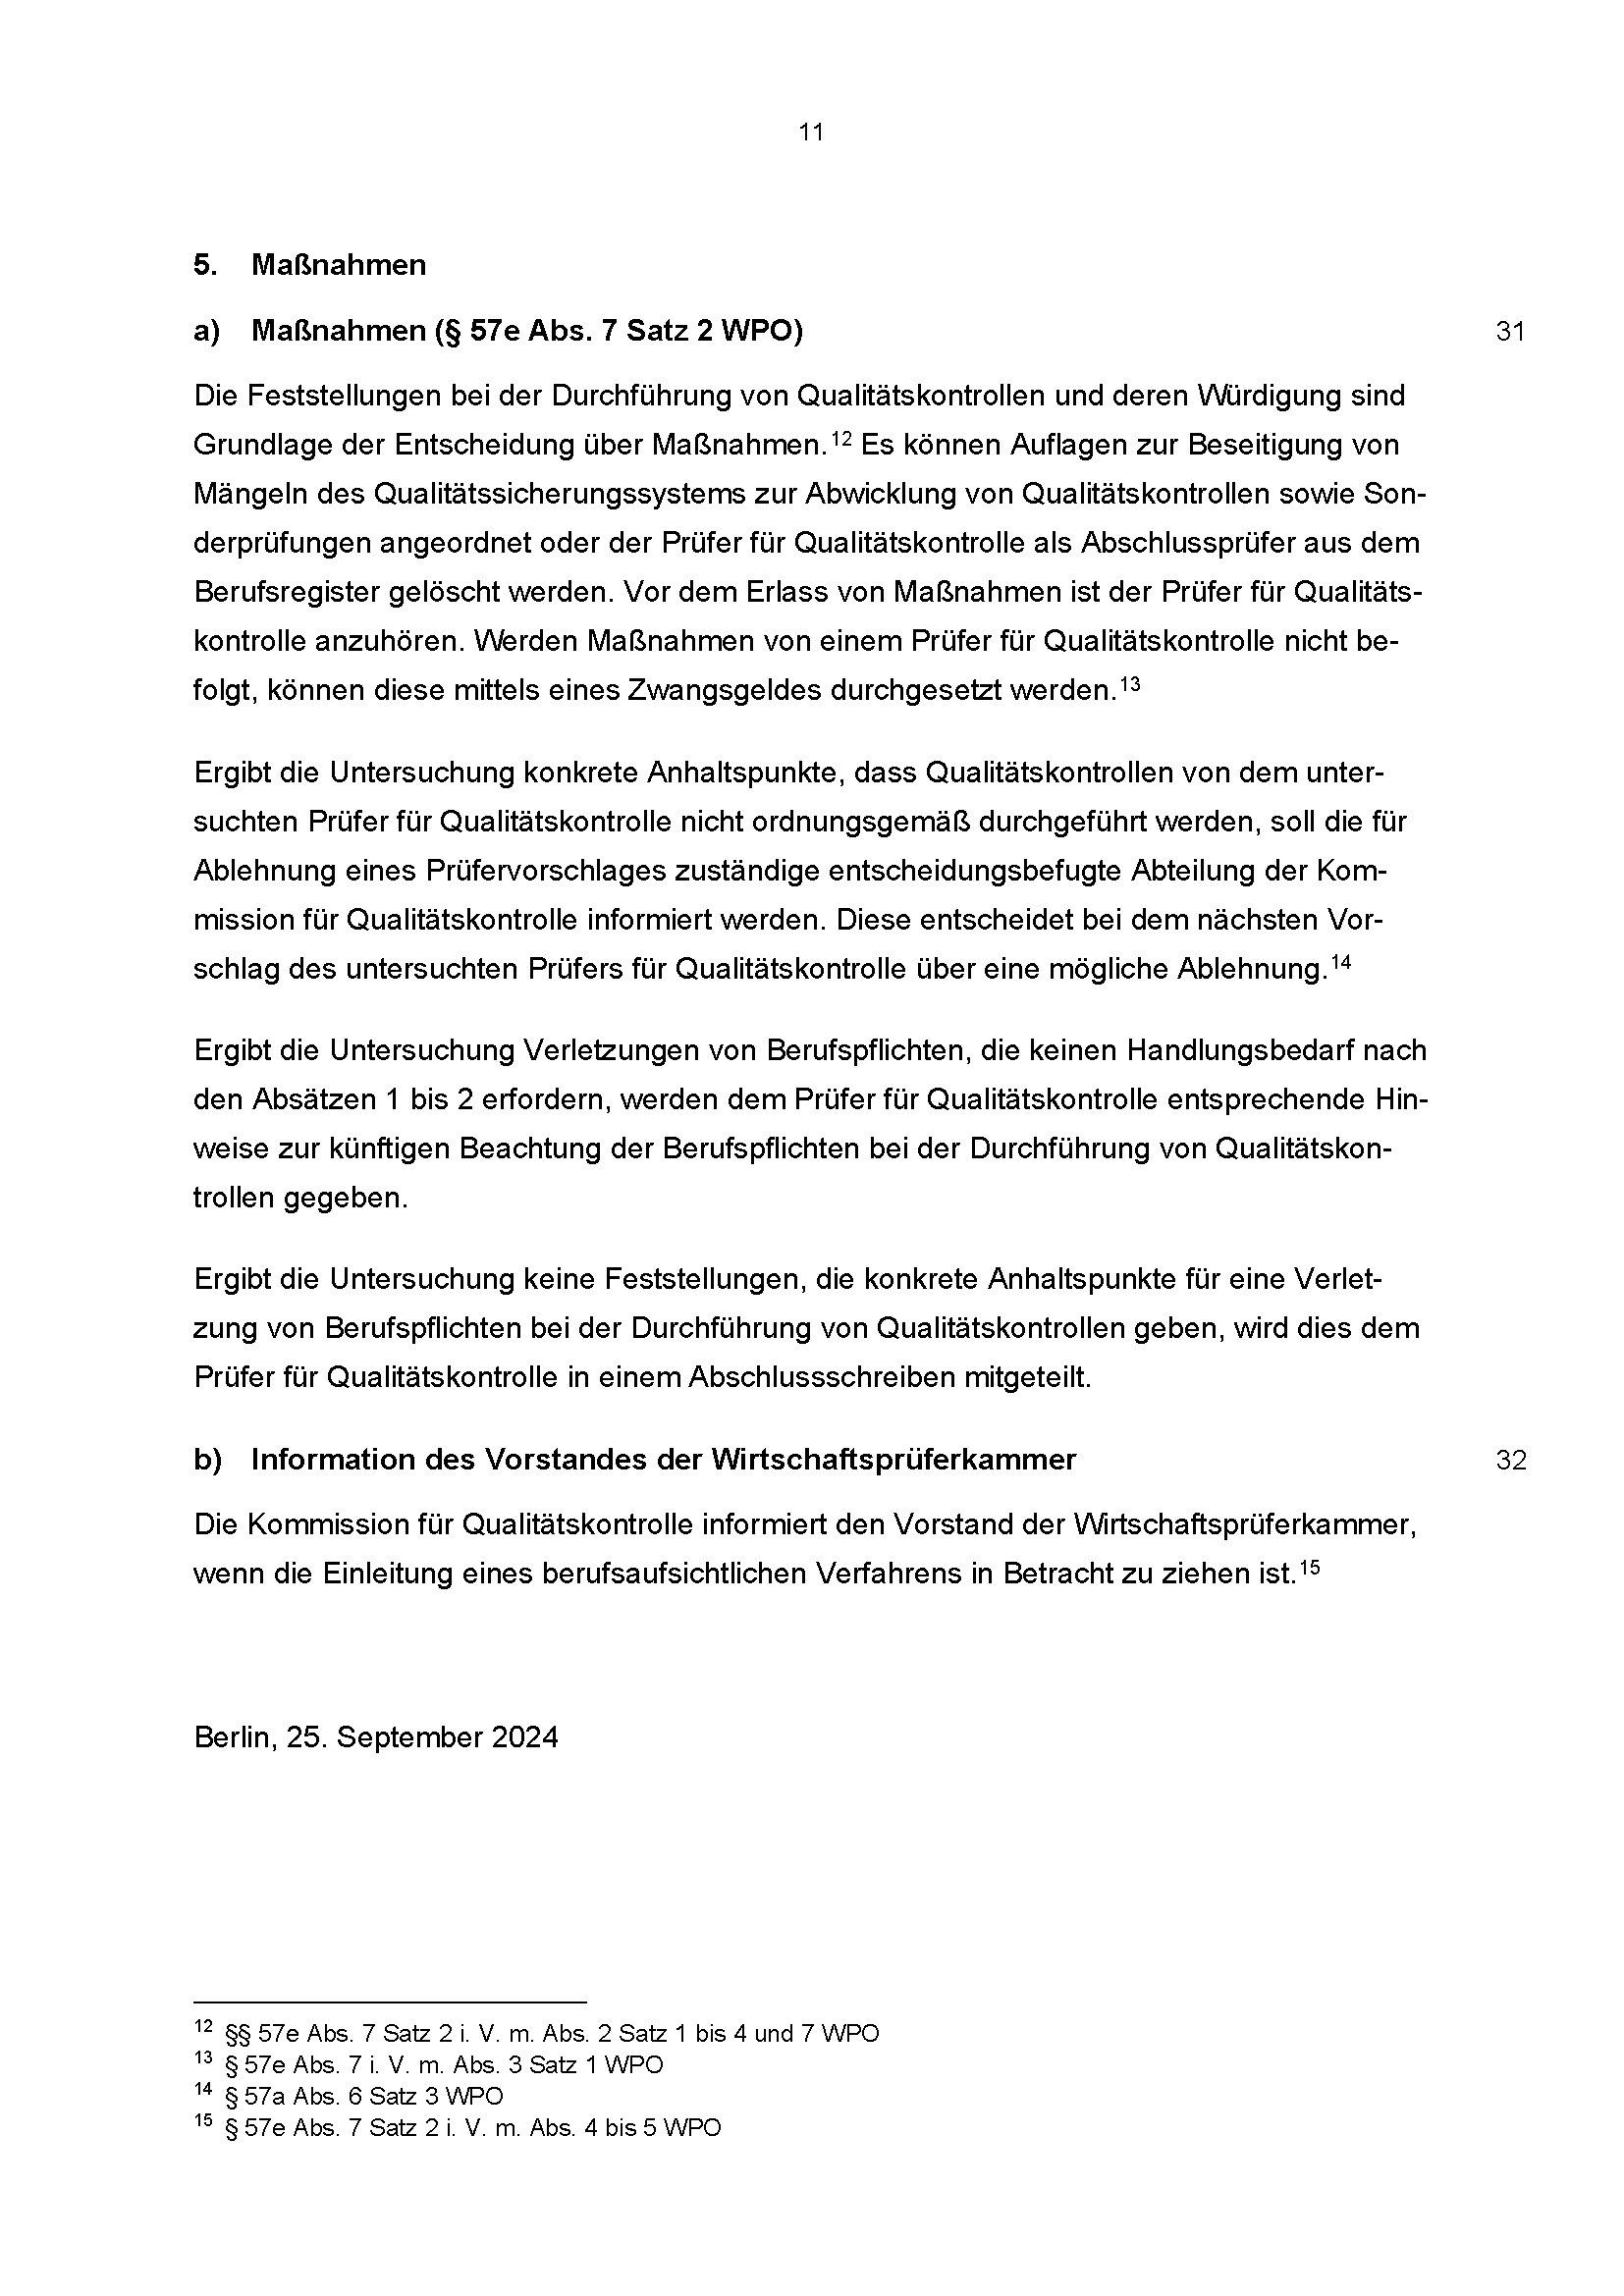 11
5. Maßnahmen
a) Maßnahmen (§ 57e Abs. 7 Satz 2 WPO) 31
Die Feststellungen bei der Durchführung von Qualitätskontrollen und deren Würdigung sind
Grundlage der Entscheidung über Maßnahmen.12 Es können Auflagen zur Beseitigung von
Mängeln des Qualitätssicherungssystems zur Abwicklung von Qualitätskontrollen sowie Son-
derprüfungen angeordnet oder der Prüfer für Qualitätskontrolle als Abschlussprüfer aus dem
Berufsregister gelöscht werden. Vor dem Erlass von Maßnahmen ist der Prüfer für Qualitäts-
kontrolle anzuhören. Werden Maßnahmen von einem Prüfer für Qualitätskontrolle nicht be-
folgt, können diese mittels eines Zwangsgeldes durchgesetzt werden.13
Ergibt die Untersuchung konkrete Anhaltspunkte, dass Qualitätskontrollen von dem unter-
suchten Prüfer für Qualitätskontrolle nicht ordnungsgemäß durchgeführt werden, soll die für
Ablehnung eines Prüfervorschlages zuständige entscheidungsbefugte Abteilung der Kom-
mission für Qualitätskontrolle informiert werden. Diese entscheidet bei dem nächsten Vor-
schlag des untersuchten Prüfers für Qualitätskontrolle über eine mögliche Ablehnung.14
Ergibt die Untersuchung Verletzungen von Berufspflichten, die keinen Handlungsbedarf nach
den Absätzen 1 bis 2 erfordern, werden dem Prüfer für Qualitätskontrolle entsprechende Hin-
weise zur künftigen Beachtung der Berufspflichten bei der Durchführung von Qualitätskon-
trollen gegeben.
Ergibt die Untersuchung keine Feststellungen, die konkrete Anhaltspunkte für eine Verlet-
zung von Berufspflichten bei der Durchführung von Qualitätskontrollen geben, wird dies dem
Prüfer für Qualitätskontrolle in einem Abschlussschreiben mitgeteilt.
b) Information des Vorstandes der Wirtschaftsprüferkammer 32
Die Kommission für Qualitätskontrolle informiert den Vorstand der Wirtschaftsprüferkammer,
wenn die Einleitung eines berufsaufsichtlichen Verfahrens in Betracht zu ziehen ist.15
Berlin, 25. September 2024
12 §§ 57e Abs. 7 Satz 2 i. V. m. Abs. 2 Satz 1 bis 4 und 7 WPO
13 § 57e Abs. 7 i. V. m. Abs. 3 Satz 1 WPO
14 § 57a Abs. 6 Satz 3 WPO
15 § 57e Abs. 7 Satz 2 i. V. m. Abs. 4 bis 5 WPO